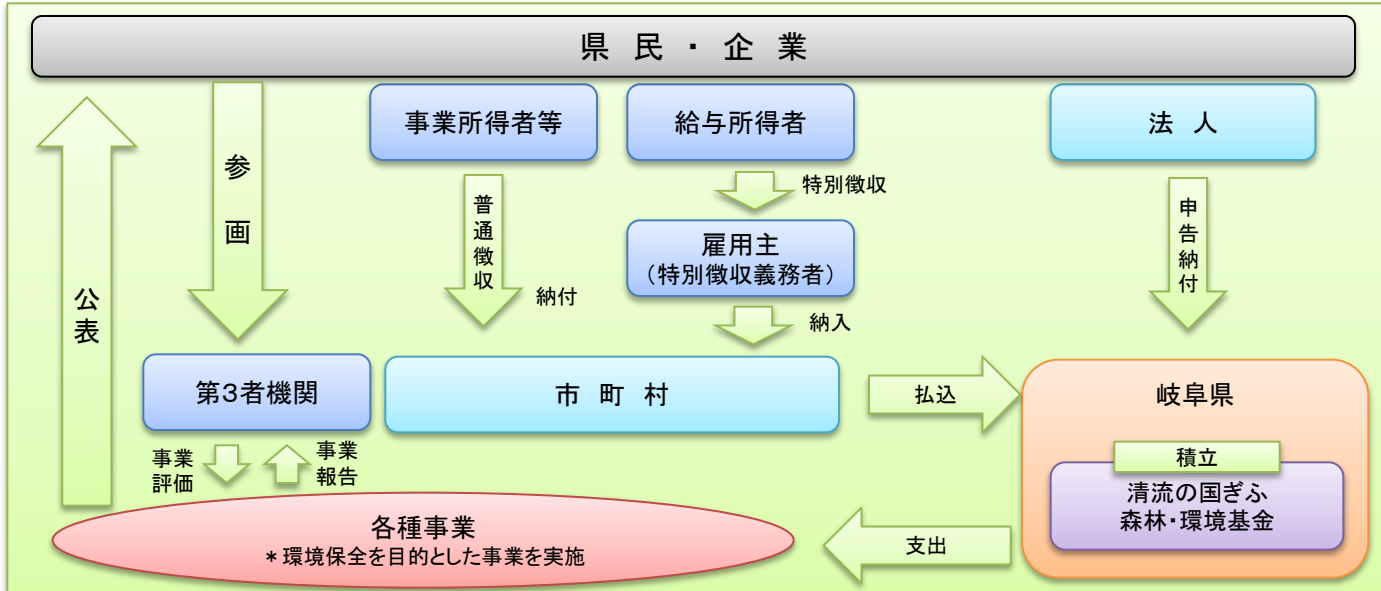 県 民 ・ 企 業
事業所得者等
給与所得者
法 人
参
画
普
通
徴
収
納付
特別徴収
雇用主
（特別徴収義務者）
納入
申
告
納
付
公
表
第３者機関
市 町 村
払込
岐阜県
積立
清流の国ぎふ
森林・環境基金
事業
評価
事業
報告
各種事業
＊環境保全を目的とした事業を実施
支出